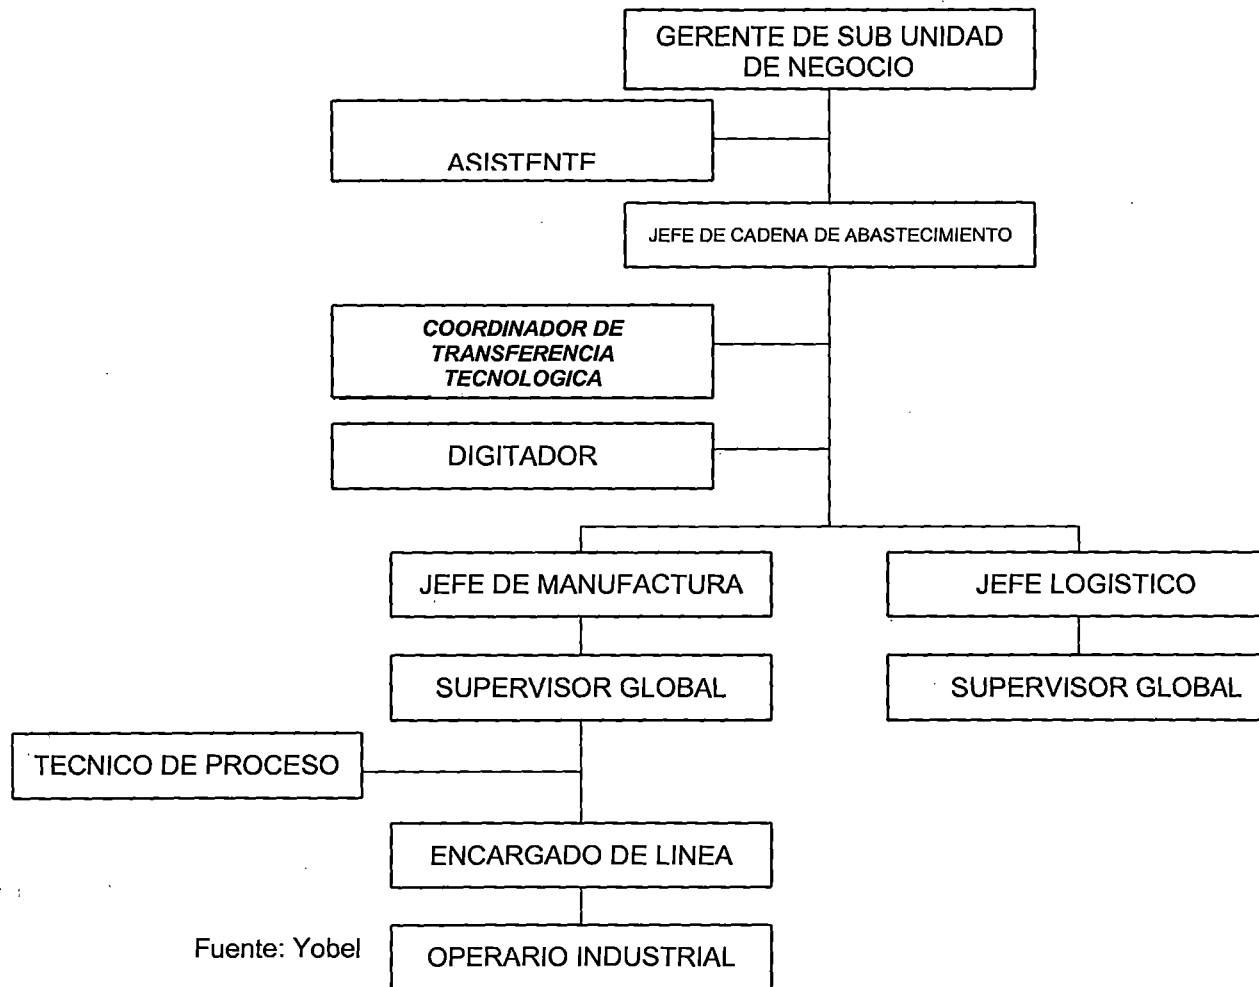 GERENTE DE SUB UNIDAD
DE NEGOCIO
ASISTENTE
JEFE DE CADENA DE ABASTECIMIENTO
COORDINADOR DE
TRANSFERENCIA
TECNOLOGICA
DIGITADOR
JEFE DE MANUFACTURA
JEFE LOGISTICO
SUPERVISOR GLOBAL
SUPERVISOR GLOBAL
TECNICO DE PROCESO
ENCARGADO DE LINEA
Fuente: Yobel
OPERARIO INDUSTRIAL